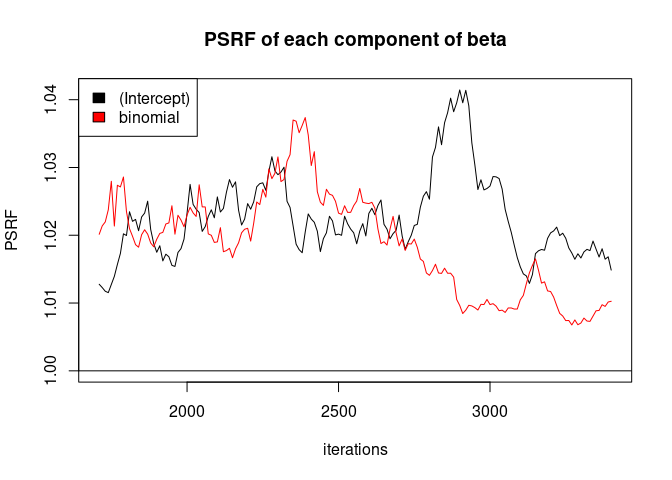 PSRF of each component of beta
(Intercept)
binomial
PSRF
1.04
1.03
1.02
1.01
1.00
2000 2500 3000
iterations